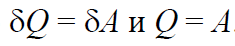 δQ = δA и Q = A.